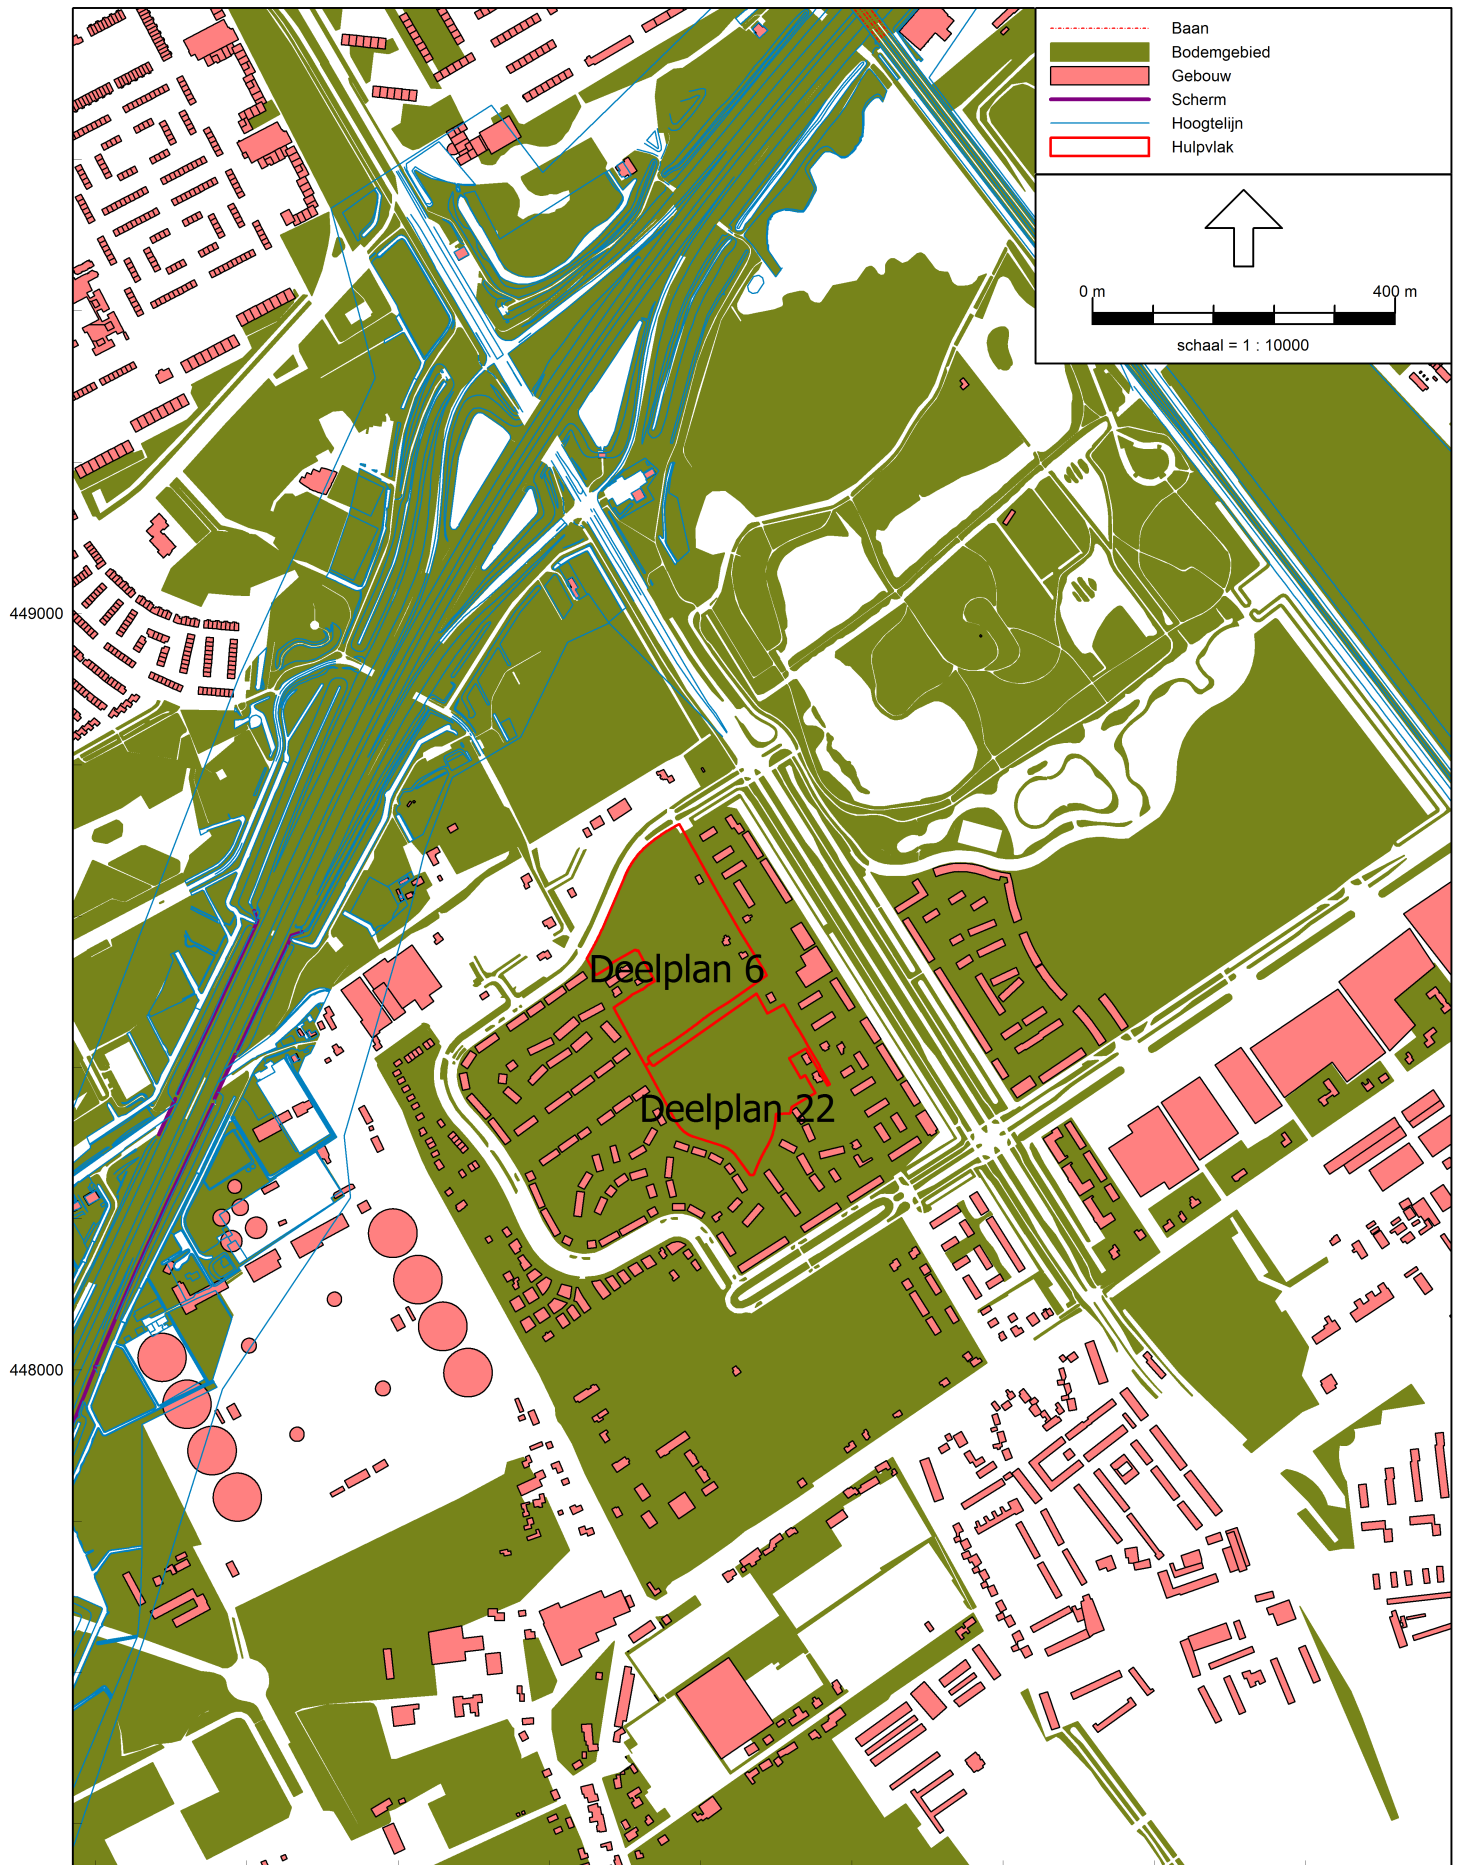 Baan
Bodemgebied
Gebouw
Scherm
Hoogtelijn
Hulpvlak
0 m 400 m
schaal = 1 : 10000
449000
Deelplan 6
Deelplan 22
448000